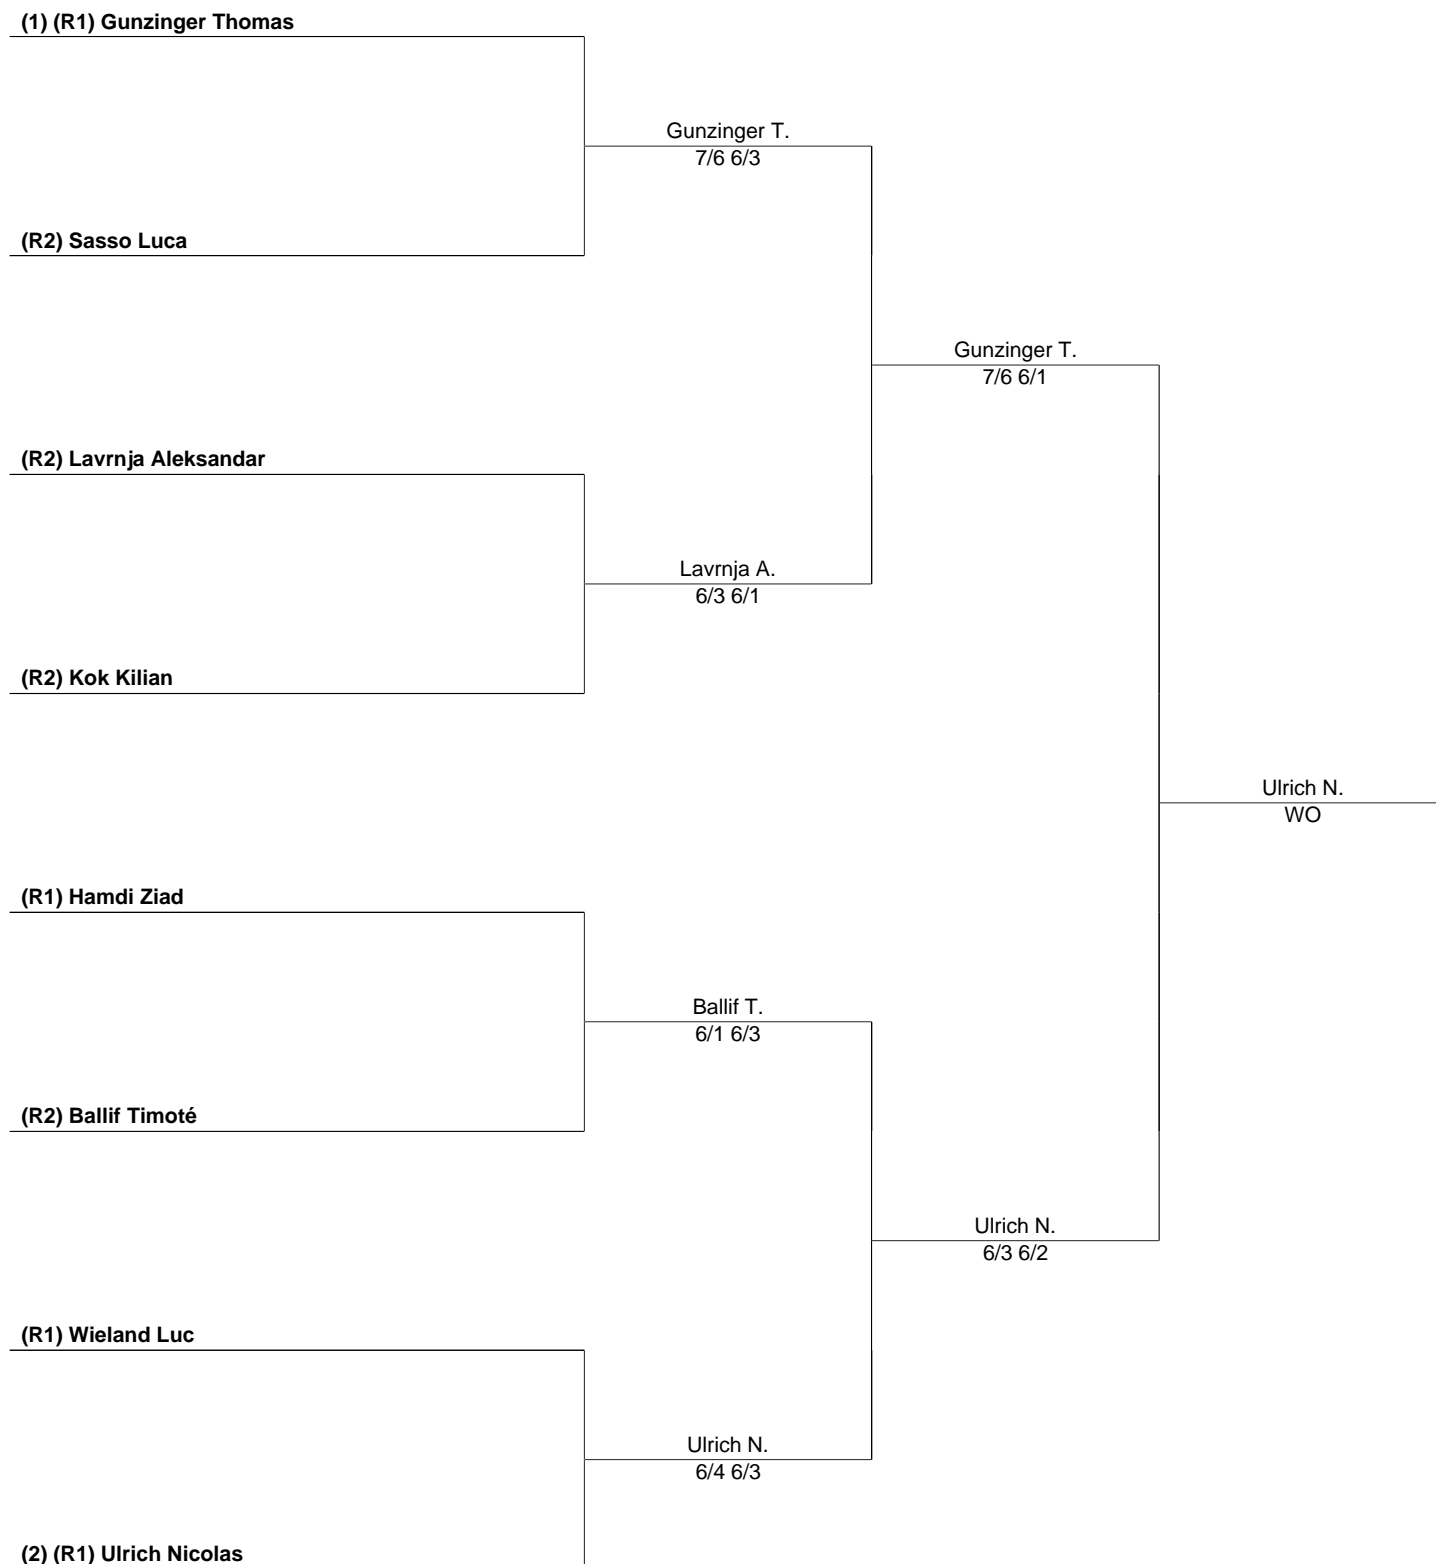 (1) (R1) Gunzinger Thomas
Gunzinger T.
7/6 6/3
(R2) Sasso Luca
Gunzinger T.
7/6 6/1
(R2) Lavrnja Aleksandar
Lavrnja A.
6/3 6/1
(R2) Kok Kilian
Ulrich N.
WO
(R1) Hamdi Ziad
Ballif T.
6/1 6/3
(R2) Ballif Timoté
Ulrich N.
6/3 6/2
(R1) Wieland Luc
Ulrich N.
6/4 6/3
(2) (R1) Ulrich Nicolas